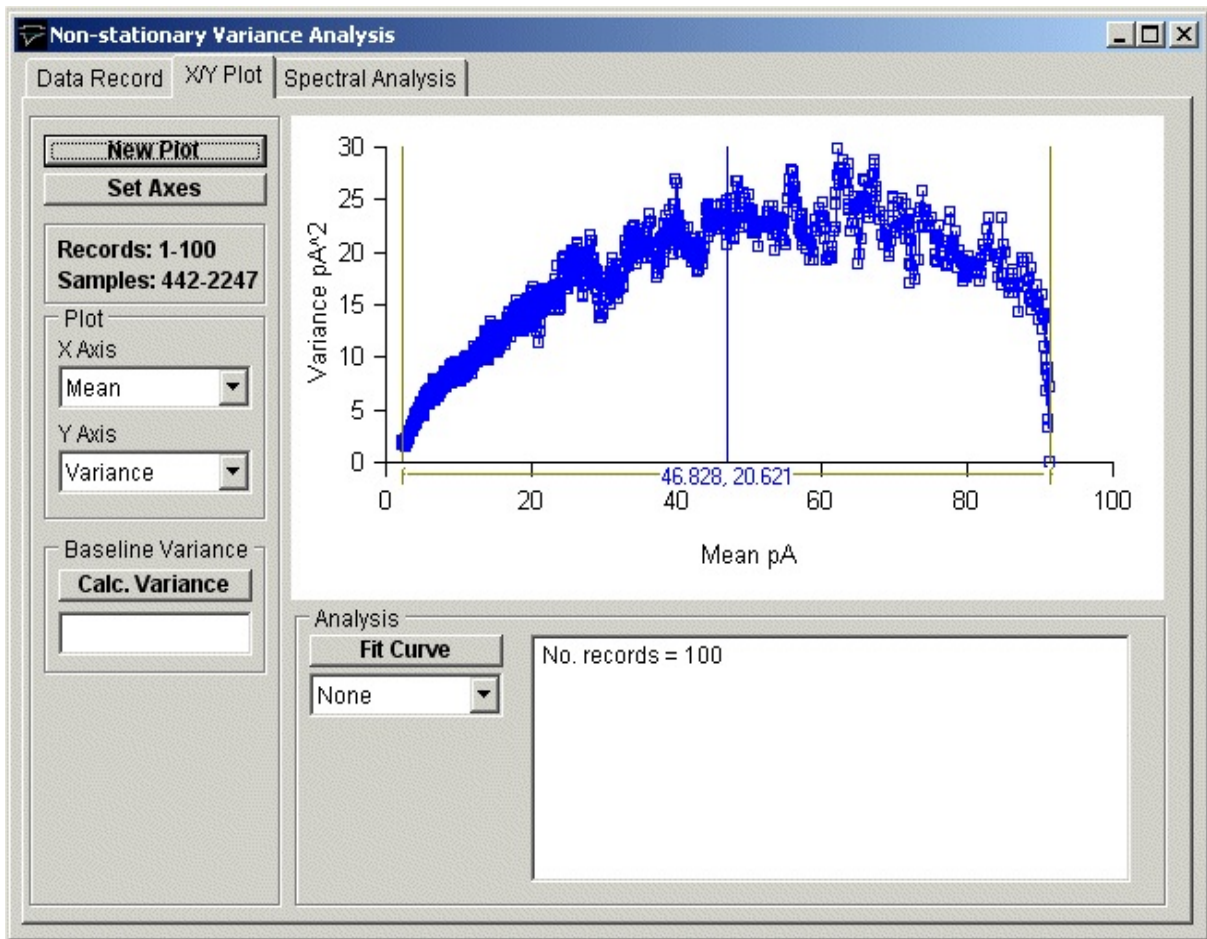 Non-stationary Variance Analysis
Data Record X/Y Plot Spectral Analysis
New Plot
Set Axes
Records: 1-100
Samples: 442-2247
Plot
X Axis
Mean
Y Axis
Variance
Baseline Variance
Calc. Variance
Variance pA^2
30
25
20
15
10
5
0
46.828, 20.621
0 20 40 60 80 100
Mean pA
Analysis
Fit Curve
None
No. records = 100